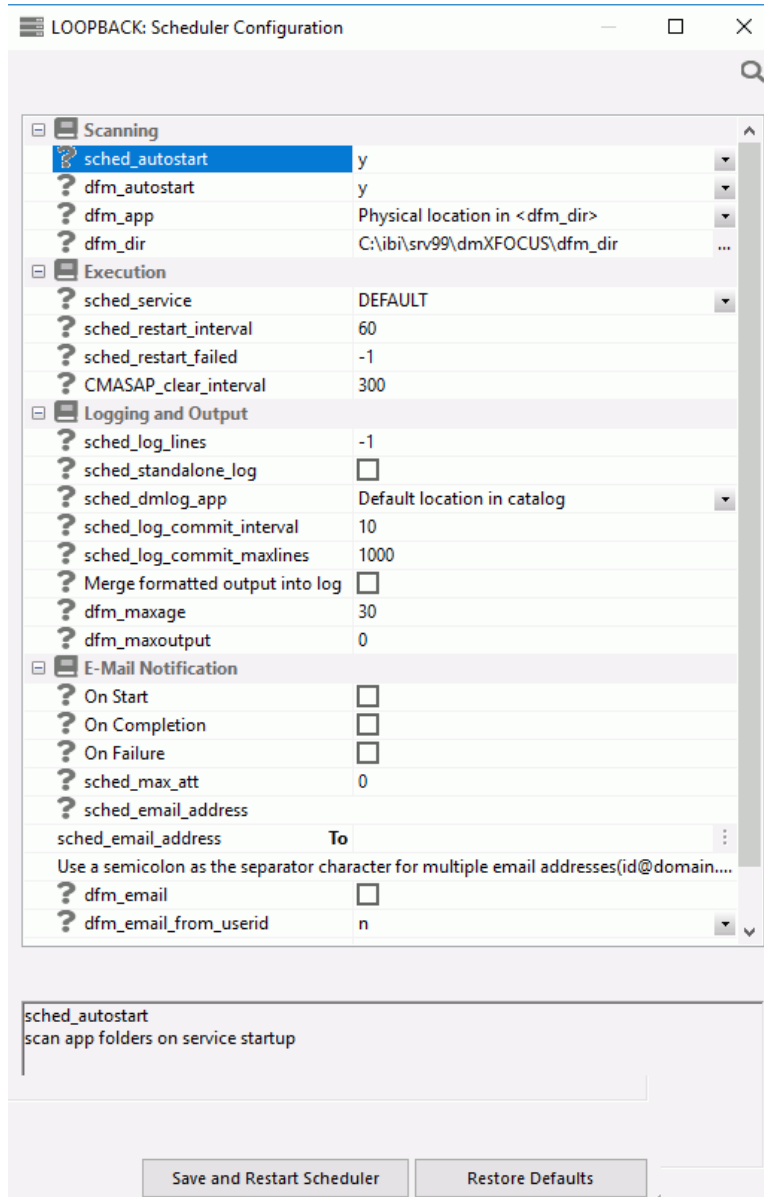 LOOPBACK: Scheduler Configuration
Scanning
sched_autostart y
dfm_autostart y
dfm_app Physical location in <dfm_dir>
dfm_dir C:\ibi\srv99\dmXFOCUS\dfm_dir ...
Execution
sched_service DEFAULT
sched_restart_interval 60
sched_restart_failed -1
CMASAP_clear_interval 300
Logging and Output
sched_log_lines -1
sched_standalone_log
sched_dmlog_app Default location in catalog
sched_log_commit_interval 10
sched_log_commit_maxlines 1000
Merge formatted output into log
dfm_maxage 30
dfm_maxoutput 0
E-Mail Notification
On Start
On Completion
On Failure
sched_max_att 0
sched_email_address
sched_email_address To
Use a semicolon as the separator character for multiple email addresses(id@domain....
dfm_email
dfm_email_from_userid n
sched_autostart
scan app folders on service startup
Save and Restart Scheduler Restore Defaults